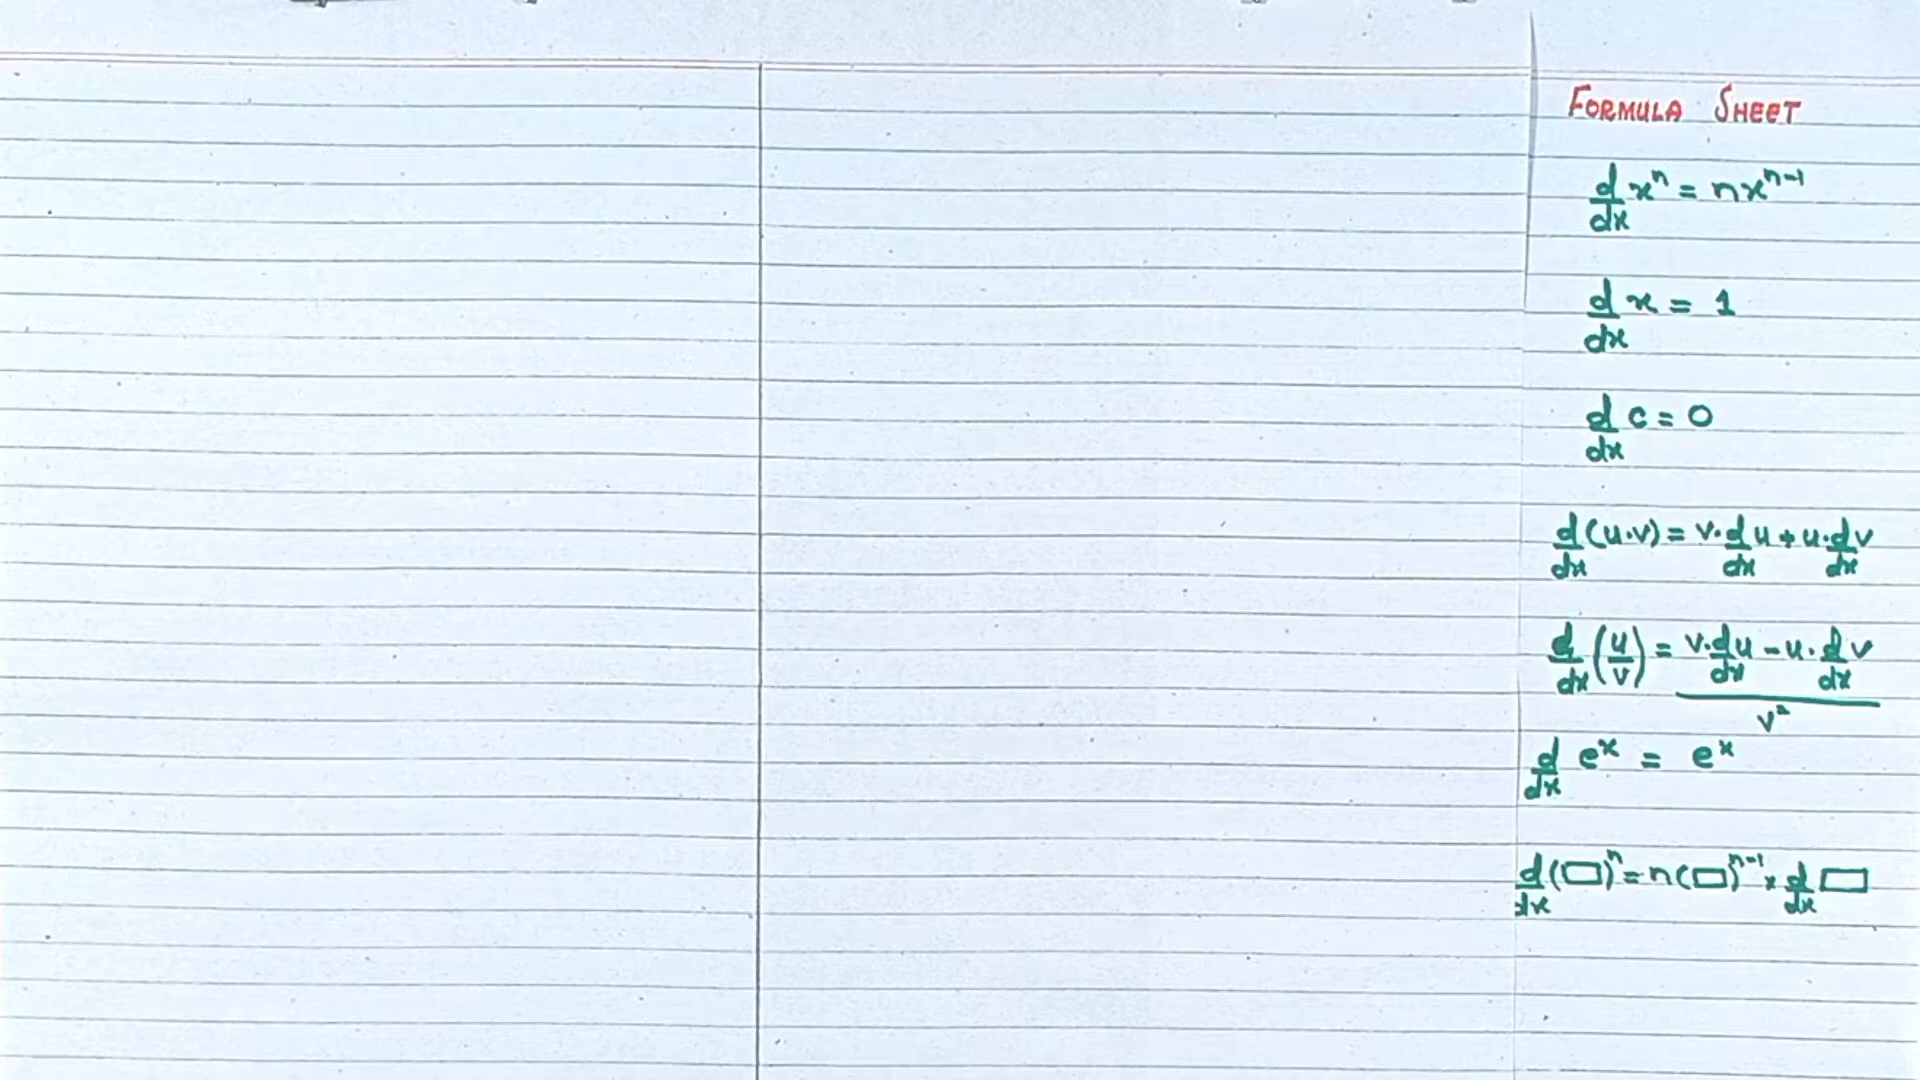 FORMULA SHEET
d/dx xⁿ = nxⁿ⁻¹
d/dx x = 1
d/dx c = 0
d/dx (u·v) = v·d/dx u + u·d/dx v
d/dx (u/v) = (v·d/dx u - u·d/dx v)/v²
d/dx eˣ = eˣ
d/dx (□)ⁿ = n(□)ⁿ⁻¹ × d/dx □